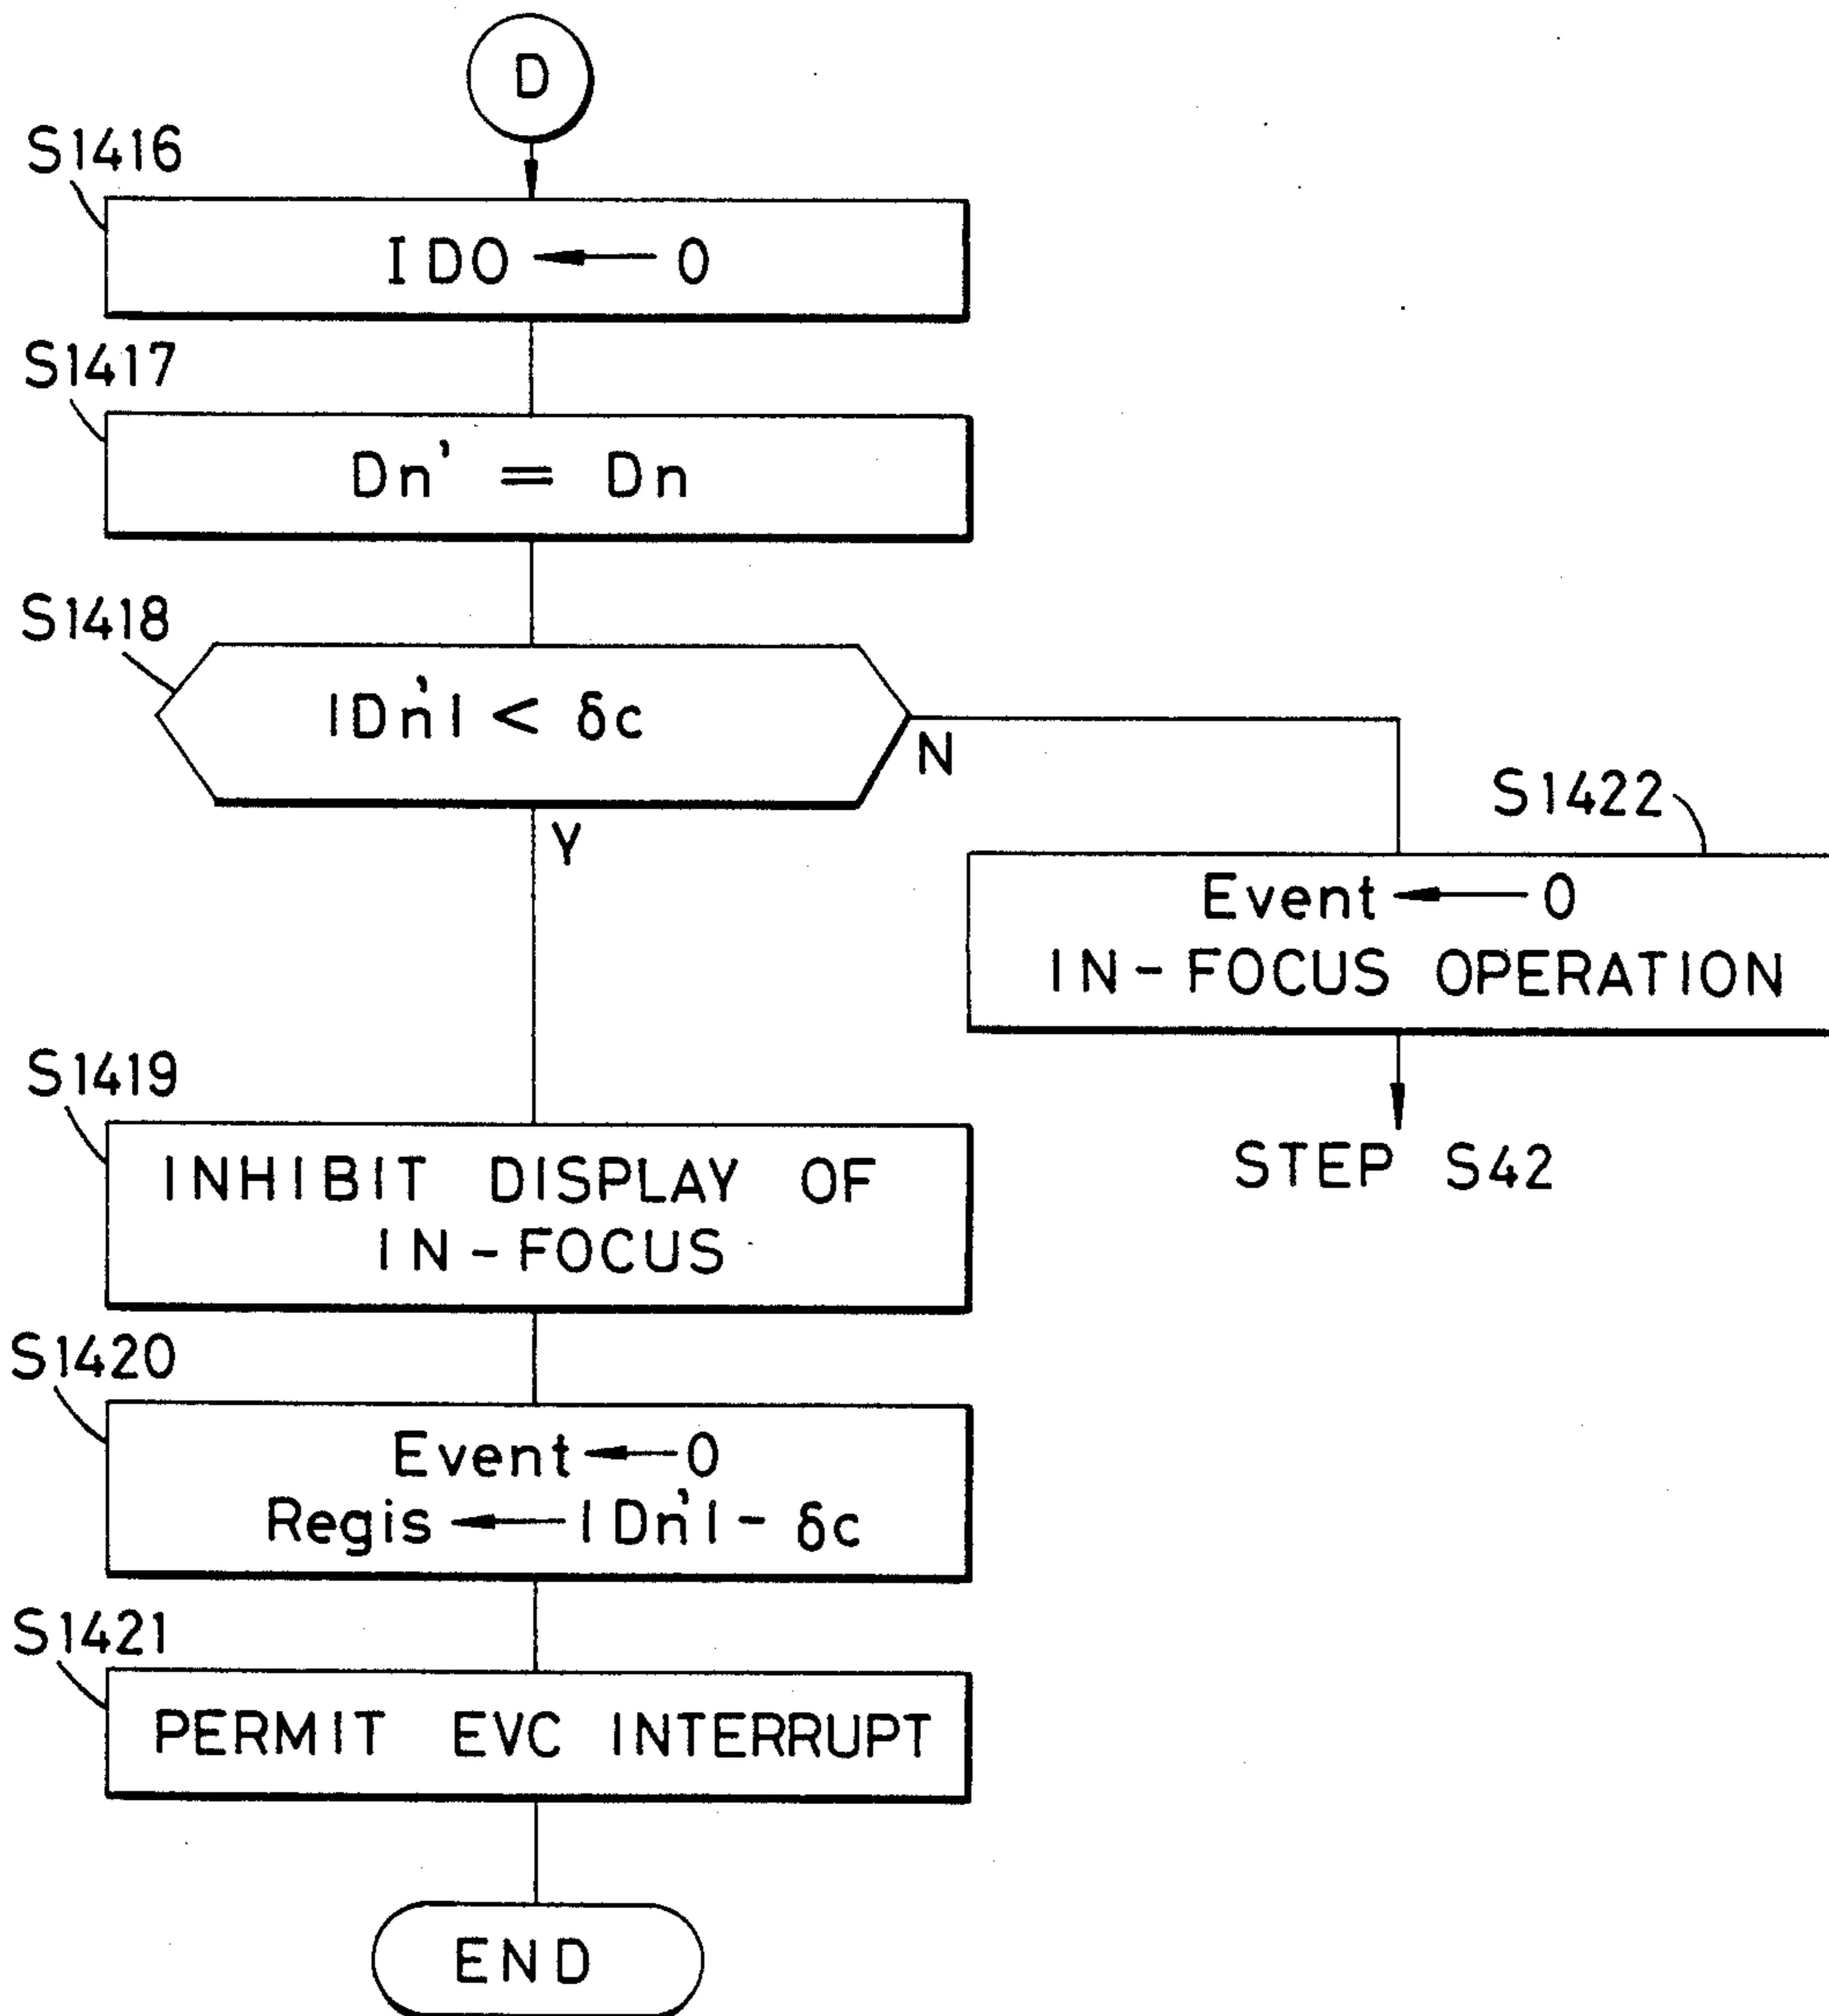 D
S1416
IDO ← 0
S1417
Dn' = Dn
S1418
|Dn'| < δc
N
Y
S1422
Event ← 0
IN-FOCUS OPERATION
STEP S42
S1419
INHIBIT DISPLAY OF
IN-FOCUS
S1420
Event ← 0
Regis ← |Dn'| - δc
S1421
PERMIT EVC INTERRUPT
END